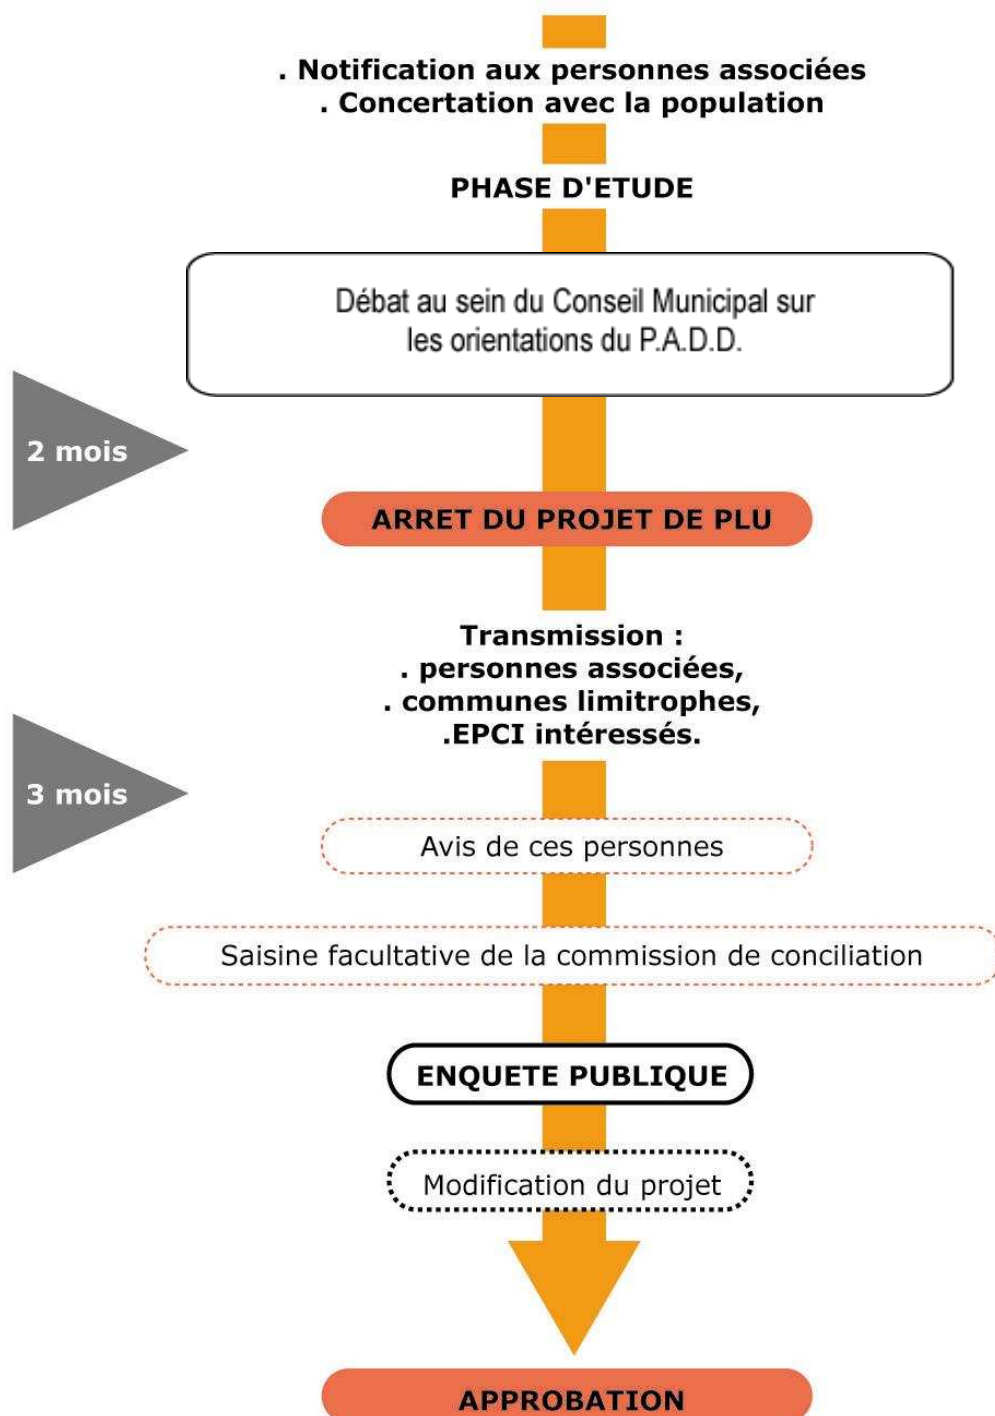 . Notification aux personnes associées
. Concertation avec la population
PHASE D'ETUDE
Débat au sein du Conseil Municipal sur
les orientations du P.A.D.D.
2 mois
ARRET DU PROJET DE PLU
Transmission :
. personnes associées,
. communes limitrophes,
.EPCI intéressés.
3 mois
Avis de ces personnes
Saisine facultative de la commission de conciliation
ENQUETE PUBLIQUE
Modification du projet
APPROBATION